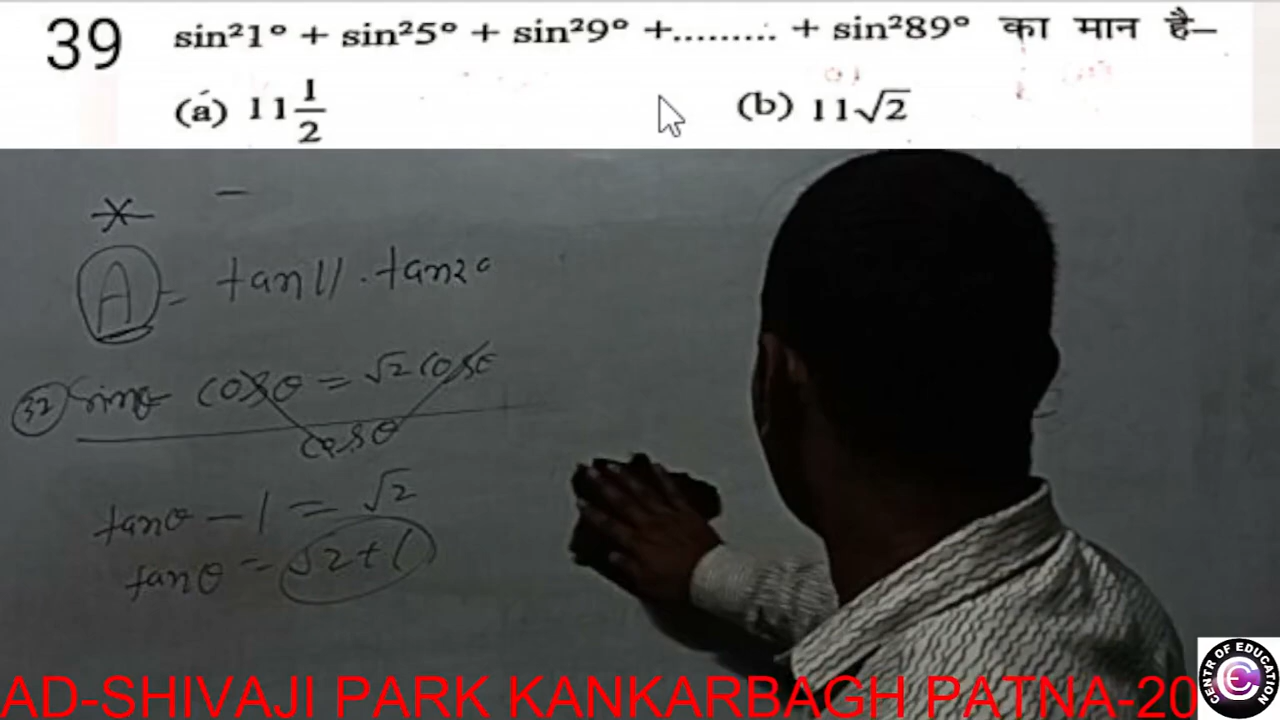 39 sin²1° + sin²5° + sin²9° +......... + sin²89° का मान है–
(a) 11 1/2 (b) 11√2
A = tan11 . tan2°
32 sinθ cosθ = √2 cosθ
cosθ
tanθ – 1 = √2
tanθ = √2+1
AD-SHIVAJI PARK KANKARBAGH PATNA-20
CENTR OF EDUCATION